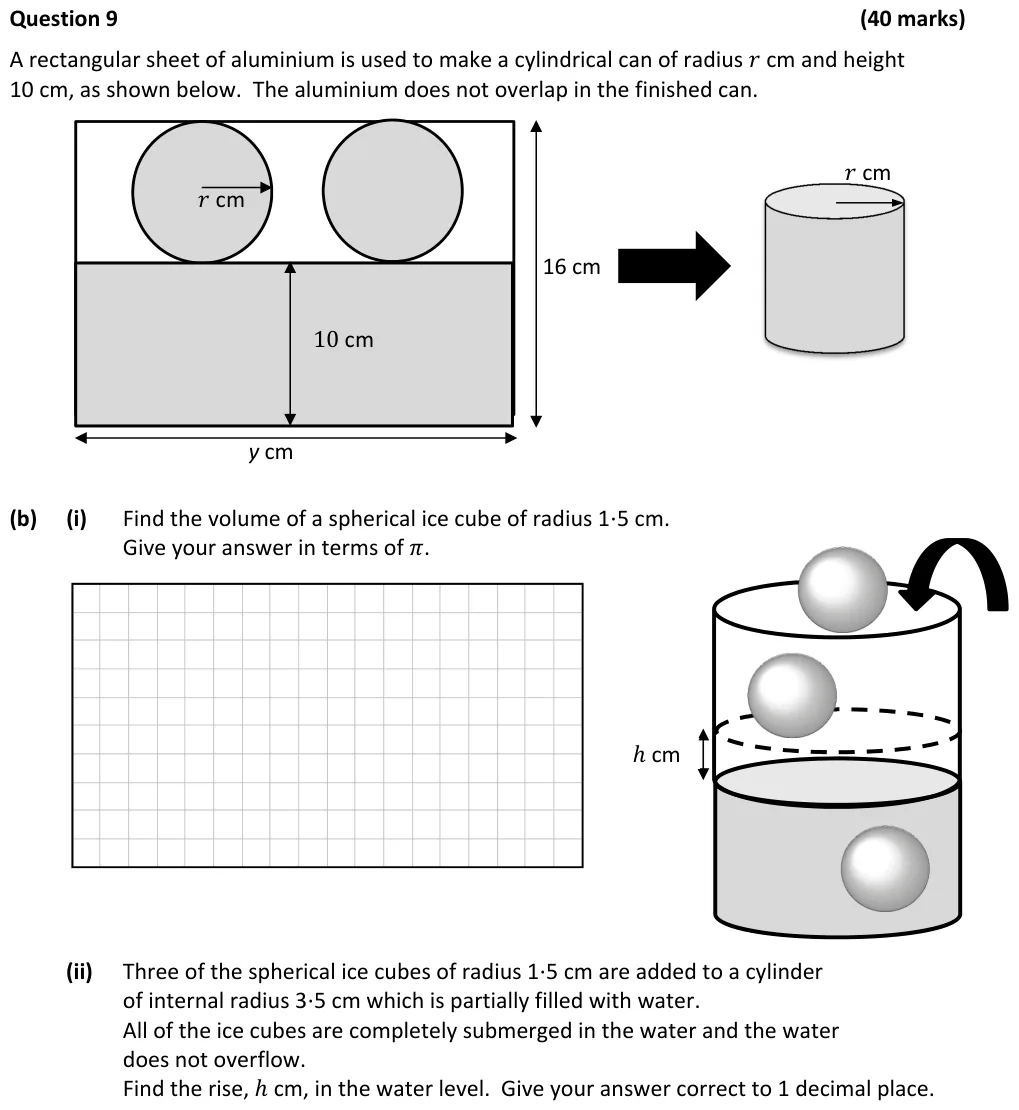 Question 9 (40 marks)
A rectangular sheet of aluminium is used to make a cylindrical can of radius r cm and height
10 cm, as shown below. The aluminium does not overlap in the finished can.
r cm
r cm
16 cm
10 cm
y cm
(b) (i) Find the volume of a spherical ice cube of radius 1·5 cm.
Give your answer in terms of π.
h cm
(ii) Three of the spherical ice cubes of radius 1·5 cm are added to a cylinder
of internal radius 3·5 cm which is partially filled with water.
All of the ice cubes are completely submerged in the water and the water
does not overflow.
Find the rise, h cm, in the water level. Give your answer correct to 1 decimal place.